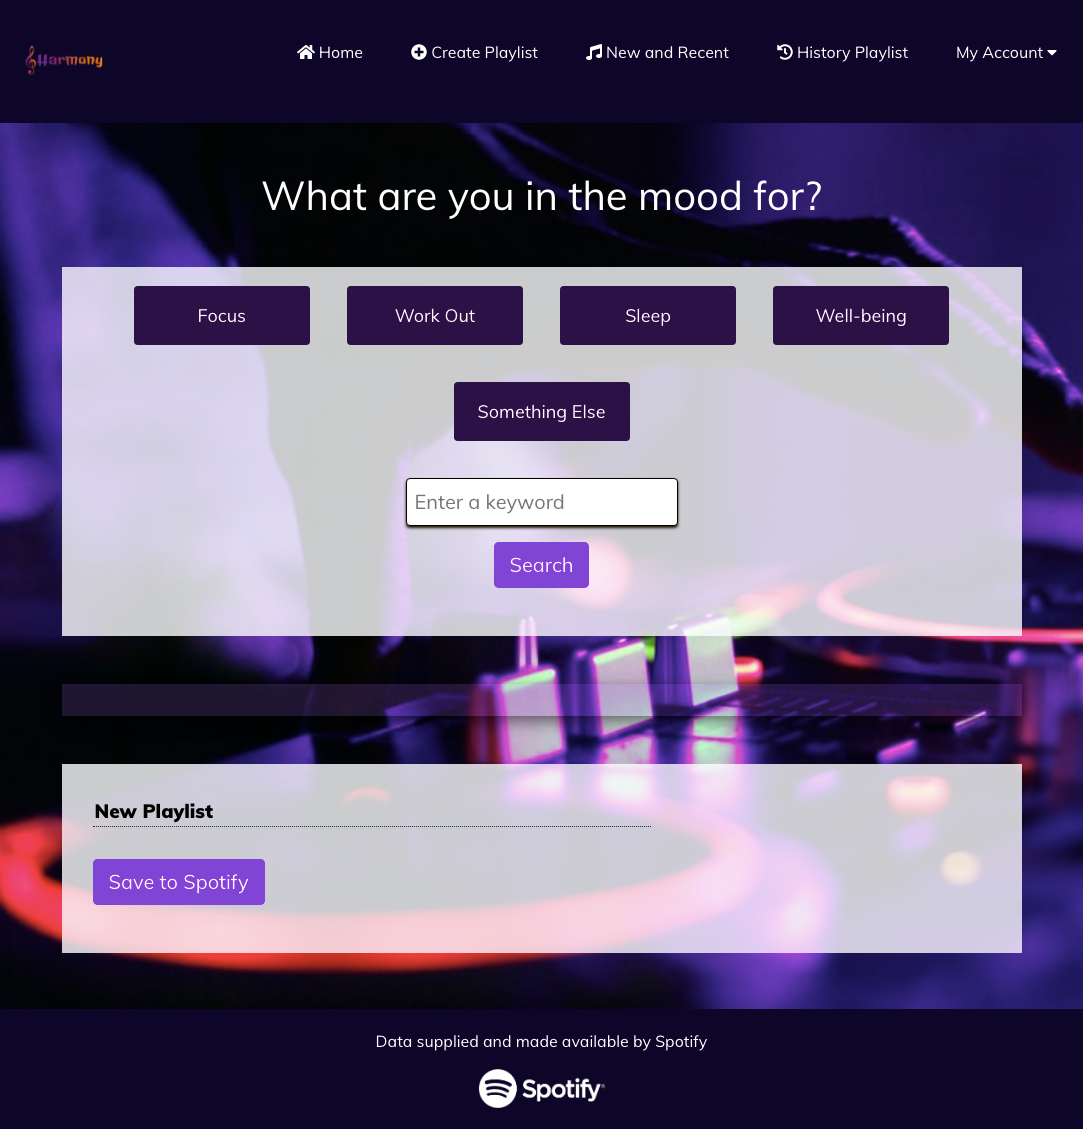 Harmony
Home
Create Playlist
New and Recent
History Playlist
My Account
What are you in the mood for?
Focus
Work Out
Sleep
Well-being
Something Else
Enter a keyword
Search
New Playlist
Save to Spotify
Data supplied and made available by Spotify
Spotify